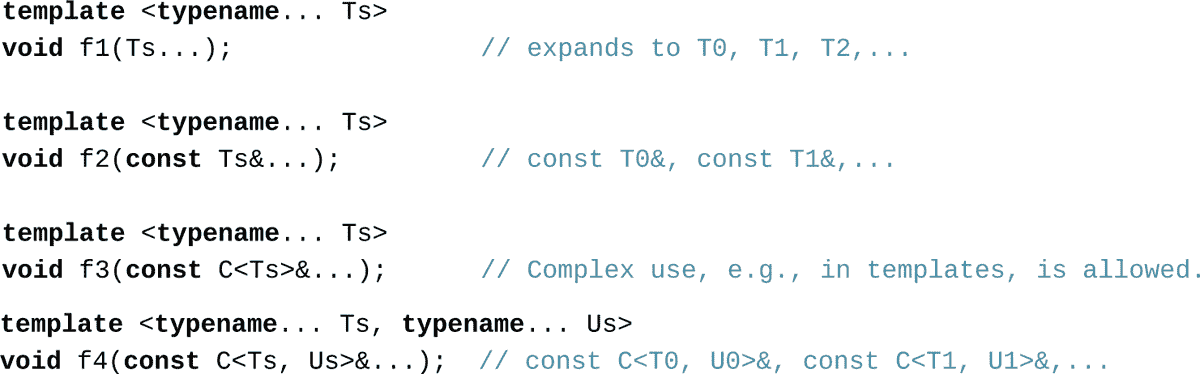 template <typename... Ts>
void f1(Ts...);                // expands to T0, T1, T2,...
template <typename... Ts>
void f2(const Ts&...);         // const T0&, const T1&,...
template <typename... Ts>
void f3(const C<Ts>&...);      // Complex use, e.g., in templates, is allowed.
template <typename... Ts, typename... Us>
void f4(const C<Ts, Us>&...);  // const C<T0, U0>&, const C<T1, U1>&,...